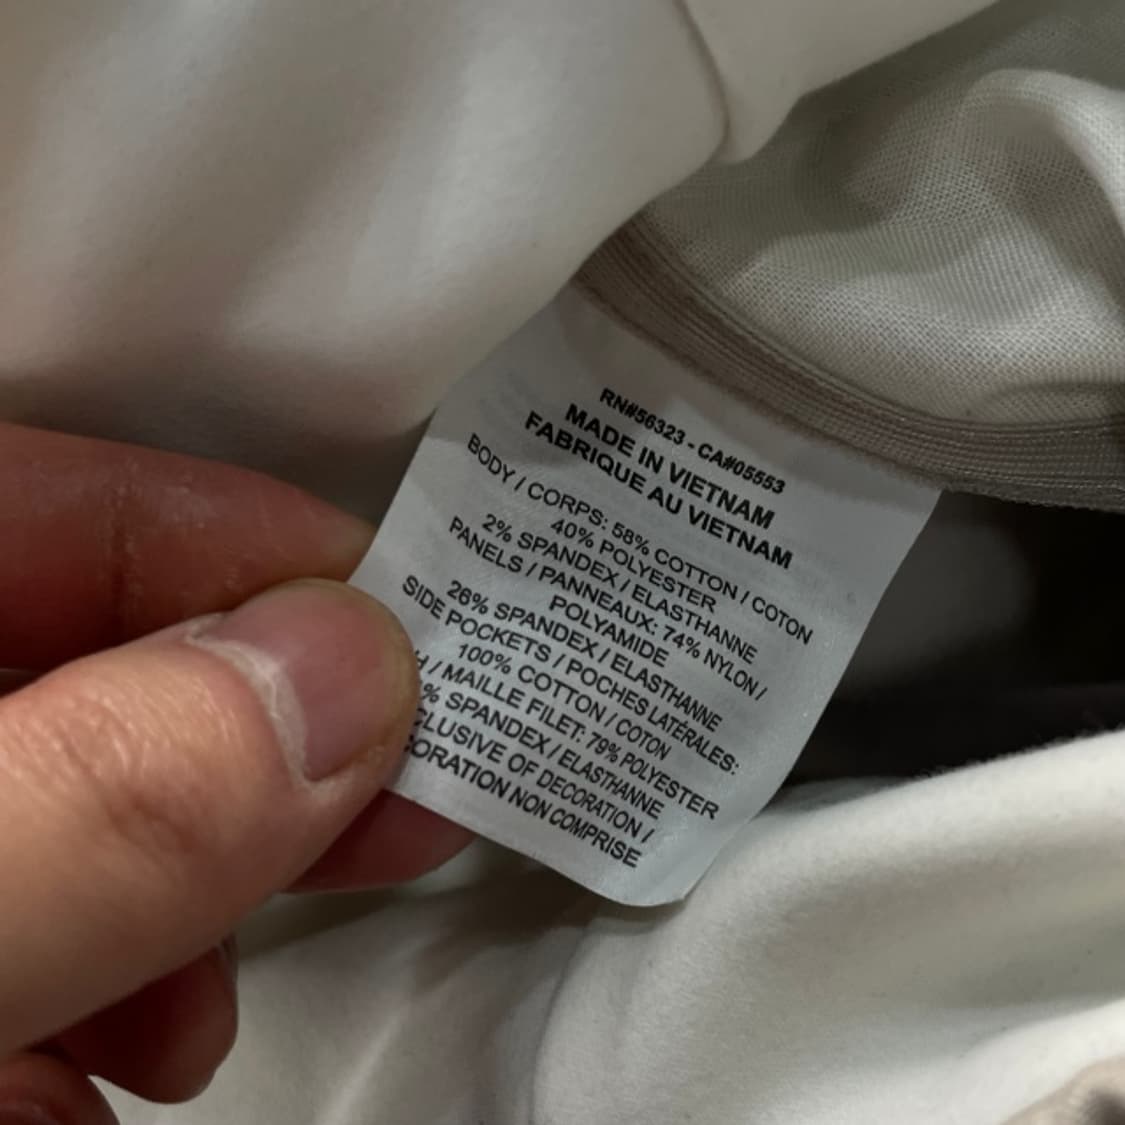 RN#56323 - CA#05553
MADE IN VIETNAM
FABRIQUE AU VIETNAM
BODY / CORPS: 58% COTTON / COTON
40% POLYESTER
2% SPANDEX / ELASTHANNE
PANELS / PANNEAUX: 74% NYLON /
POLYAMIDE
26% SPANDEX / ELASTHANNE
SIDE POCKETS / POCHES LATÉRALES:
100% COTTON / COTON
/ MAILLE FILET: 79% POLYESTER
% SPANDEX / ELASTHANNE
CLUSIVE OF DECORATION /
ORATION NON COMPRISE